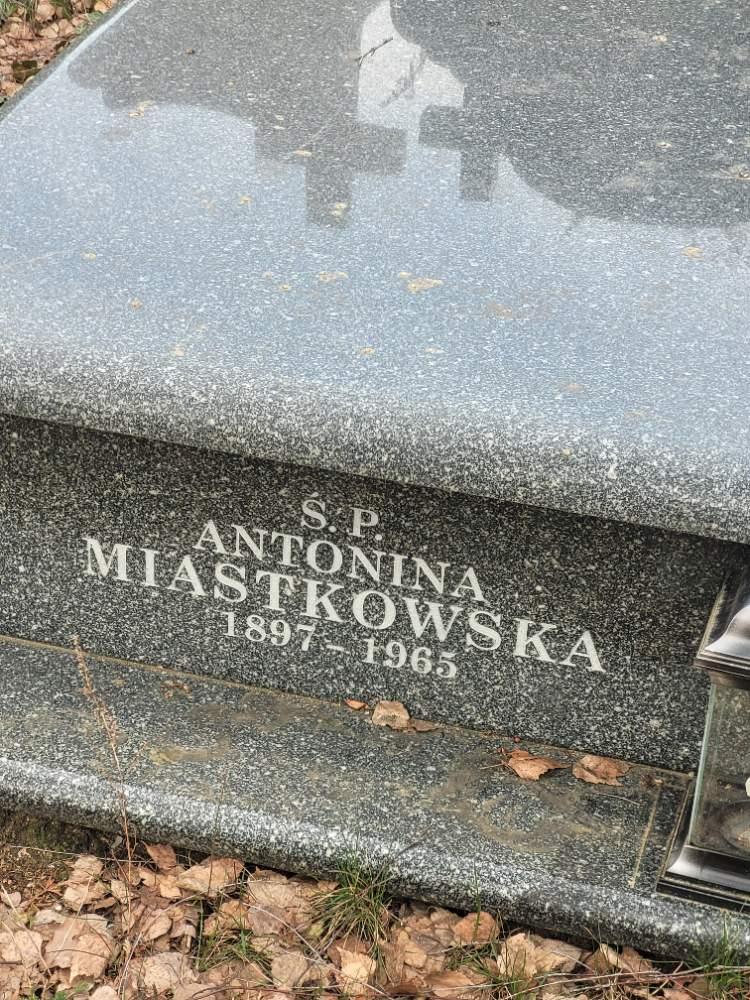 Ś. P.
ANTONINA
MIASTKOWSKA
1897 – 1965